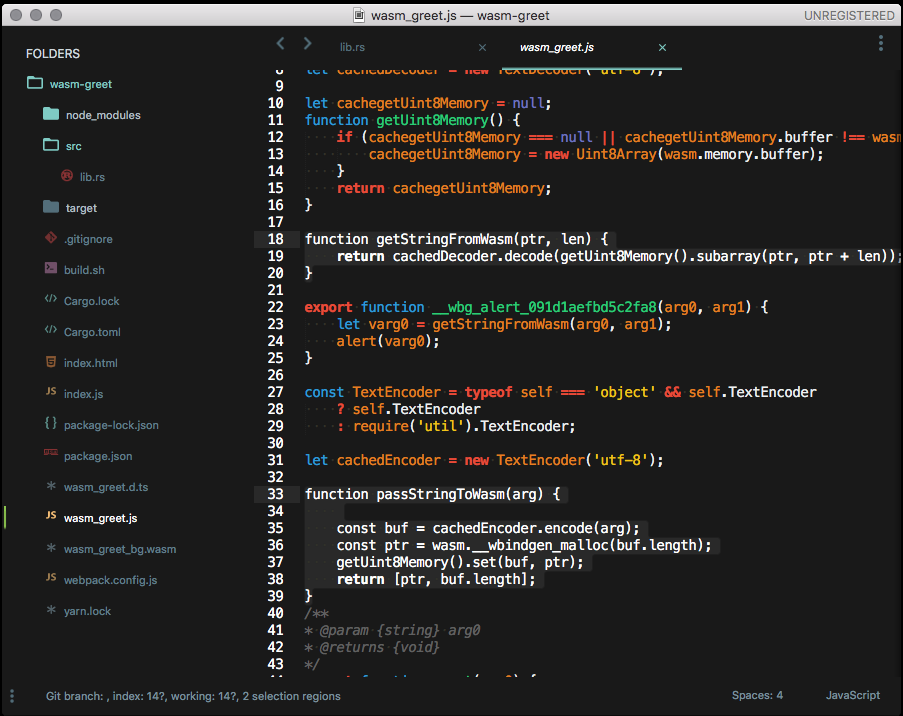 wasm_greet.js — wasm-greet
UNREGISTERED
FOLDERS
wasm-greet
node_modules
src
lib.rs
target
.gitignore
build.sh
Cargo.lock
Cargo.toml
index.html
index.js
package-lock.json
package.json
wasm_greet.d.ts
wasm_greet.js
wasm_greet_bg.wasm
webpack.config.js
yarn.lock
lib.rs
wasm_greet.js
8 let cachedDecoder = new TextDecoder('utf-8');
9
10 let cachegetUint8Memory = null;
11 function getUint8Memory() {
12     if (cachegetUint8Memory === null || cachegetUint8Memory.buffer !== wasm
13         cachegetUint8Memory = new Uint8Array(wasm.memory.buffer);
14     }
15     return cachegetUint8Memory;
16 }
17
18 function getStringFromWasm(ptr, len) {
19     return cachedDecoder.decode(getUint8Memory().subarray(ptr, ptr + len));
20 }
21
22 export function __wbg_alert_091d1aefbd5c2fa8(arg0, arg1) {
23     let varg0 = getStringFromWasm(arg0, arg1);
24     alert(varg0);
25 }
26
27 const TextEncoder = typeof self === 'object' && self.TextEncoder
28     ? self.TextEncoder
29     : require('util').TextEncoder;
30
31 let cachedEncoder = new TextEncoder('utf-8');
32
33 function passStringToWasm(arg) {
34
35     const buf = cachedEncoder.encode(arg);
36     const ptr = wasm.__wbindgen_malloc(buf.length);
37     getUint8Memory().set(buf, ptr);
38     return [ptr, buf.length];
39 }
40 /**
41 * @param {string} arg0
42 * @returns {void}
43 */
Git branch: , index: 14?, working: 14?, 2 selection regions
Spaces: 4
JavaScript